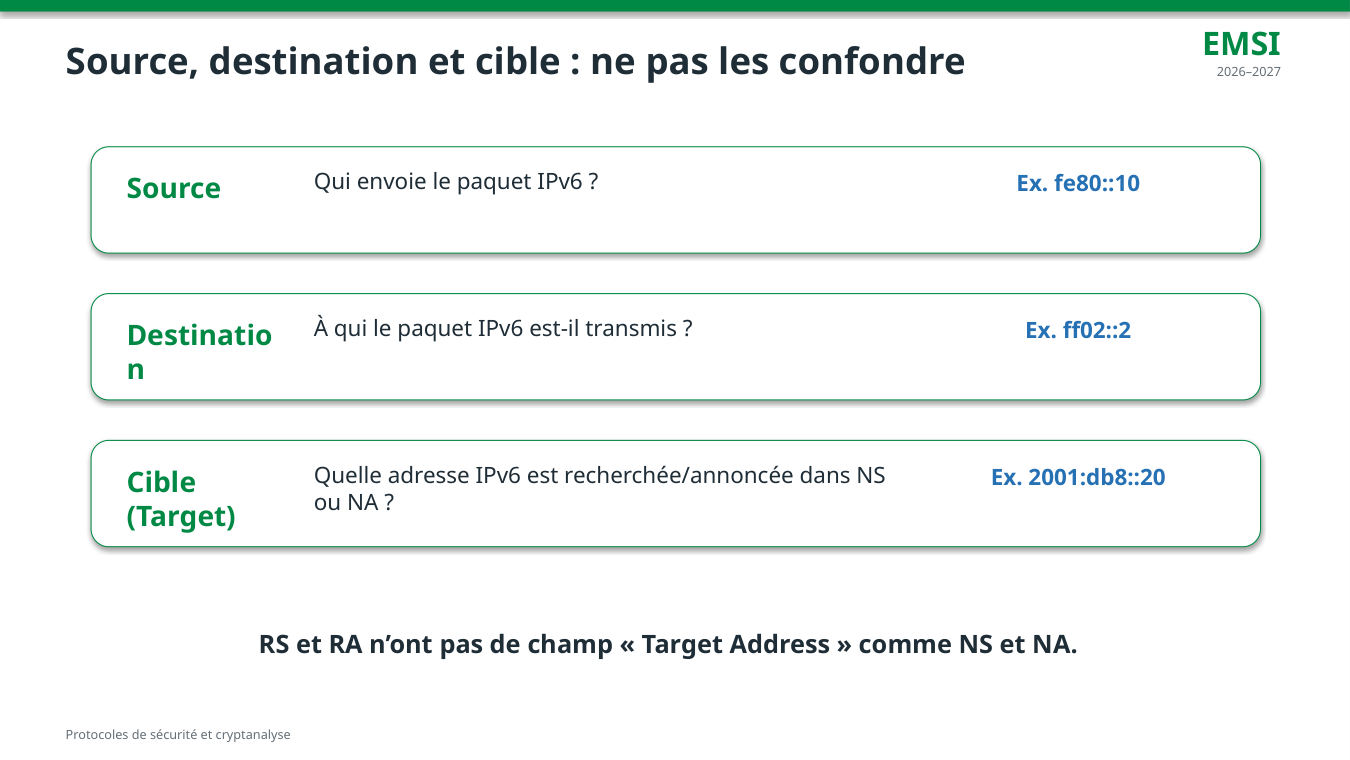 Source, destination et cible : ne pas les confondre
EMSI
2026–2027
Source
Qui envoie le paquet IPv6 ?
Ex. fe80::10
Destinatio
n
À qui le paquet IPv6 est-il transmis ?
Ex. ff02::2
Cible
(Target)
Quelle adresse IPv6 est recherchée/annoncée dans NS
ou NA ?
Ex. 2001:db8::20
RS et RA n’ont pas de champ « Target Address » comme NS et NA.
Protocoles de sécurité et cryptanalyse